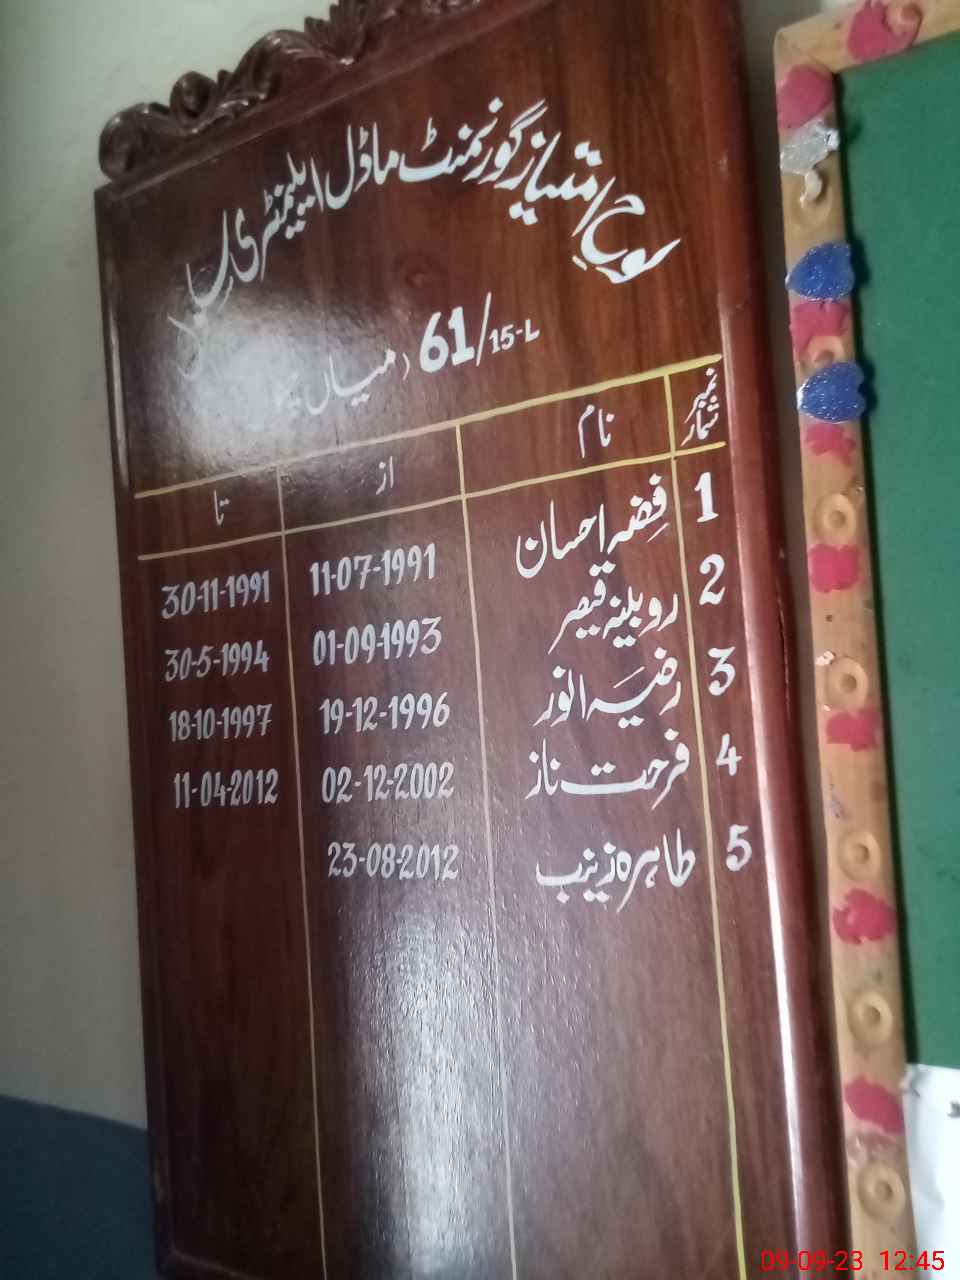 لوح امتیاز گورنمنٹ ماڈل ایلیمنٹری سکول
61/15-L (میاں
نمبر شمار نام از تا
1 فضہ احسان 11-07-1991 30-11-1991
2 روبینہ قیصر 01-09-1993 30-5-1994
3 رضیہ انور 19-12-1996 18-10-1997
4 فرحت ناز 02-12-2002 11-04-2012
5 طاہرہ زینب 23-08-2012
09-09-23 12:45